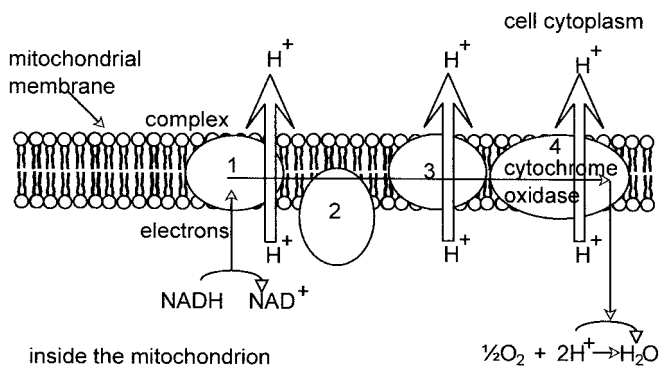 cell cytoplasm
H+ H+ H+
mitochondrial
membrane
complex
1 2 3 4
cytochrome
oxidase
electrons
H+ H+ H+
NADH NAD+
inside the mitochondrion
½O₂ + 2H+ → H₂O